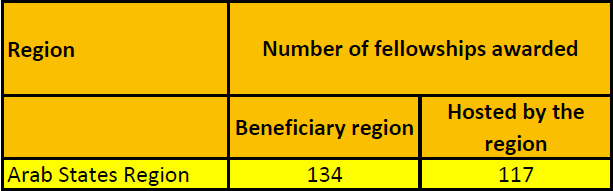 Region
Number of fellowships awarded
Beneficiary region
Hosted by the
region
Arab States Region
134
117